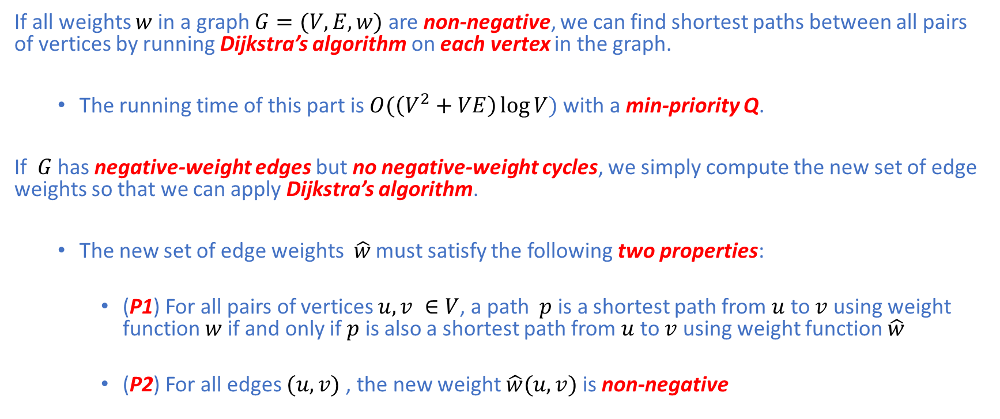 If all weights w in a graph G = (V, E, w) are non-negative, we can find shortest paths between all pairs
of vertices by running Dijkstra's algorithm on each vertex in the graph.
• The running time of this part is O((V² + VE) log V) with a min-priority Q.
If G has negative-weight edges but no negative-weight cycles, we simply compute the new set of edge
weights so that we can apply Dijkstra's algorithm.
• The new set of edge weights ŵ must satisfy the following two properties:
• (P1) For all pairs of vertices u, v ∈ V, a path p is a shortest path from u to v using weight
function w if and only if p is also a shortest path from u to v using weight function ŵ
• (P2) For all edges (u, v) , the new weight ŵ(u, v) is non-negative